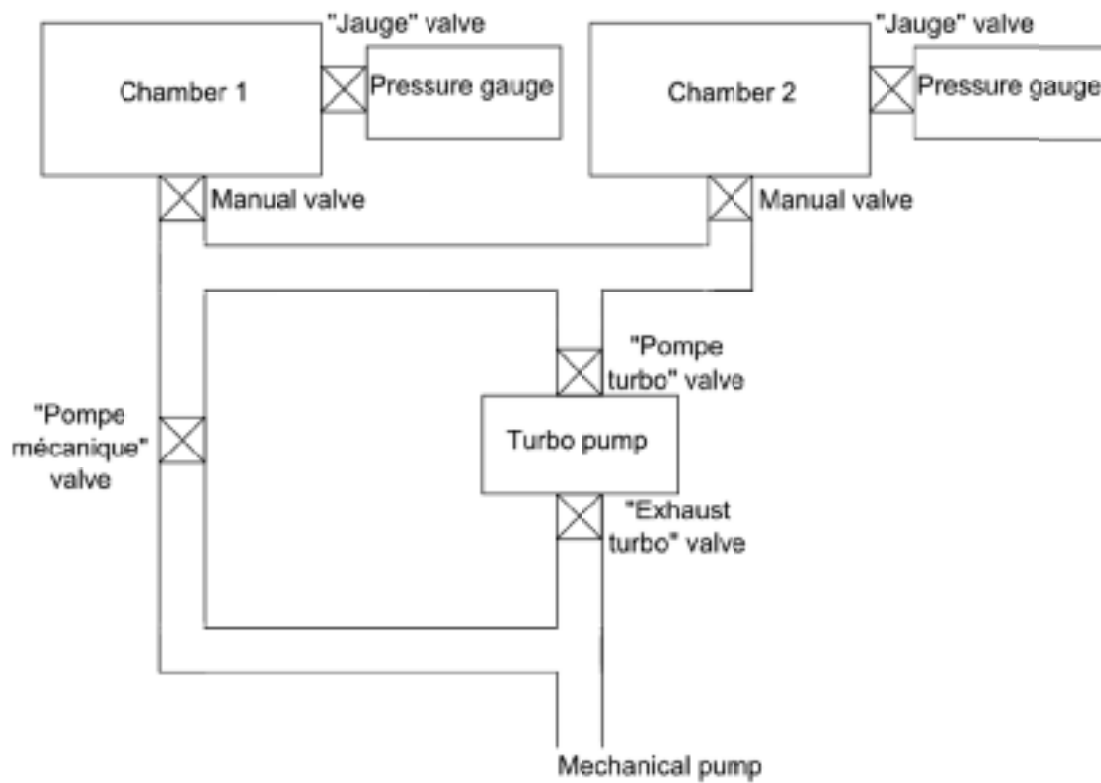 "Jauge" valve
Chamber 1
Pressure gauge
"Jauge" valve
Chamber 2
Pressure gauge
Manual valve
Manual valve
"Pompe
turbo" valve
"Pompe
mécanique"
valve
Turbo pump
"Exhaust
turbo" valve
Mechanical pump